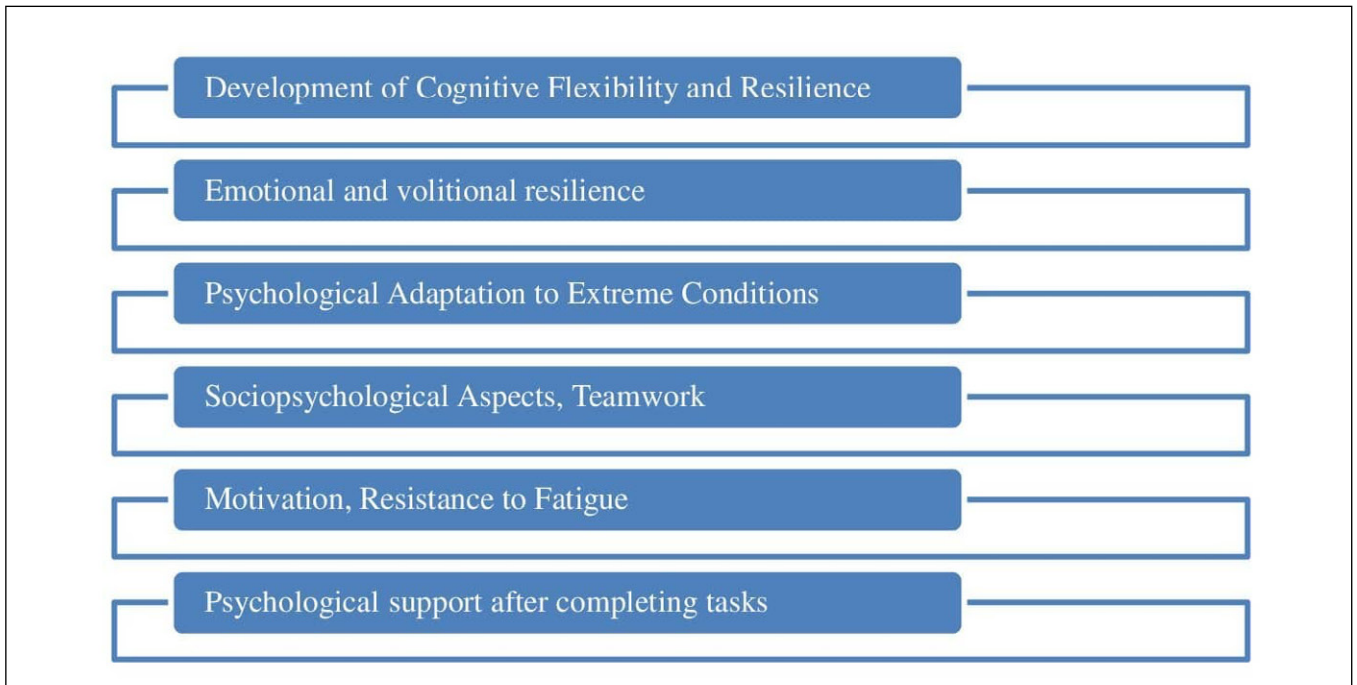 Development of Cognitive Flexibility and Resilience
Emotional and volitional resilience
Psychological Adaptation to Extreme Conditions
Sociopsychological Aspects, Teamwork
Motivation, Resistance to Fatigue
Psychological support after completing tasks